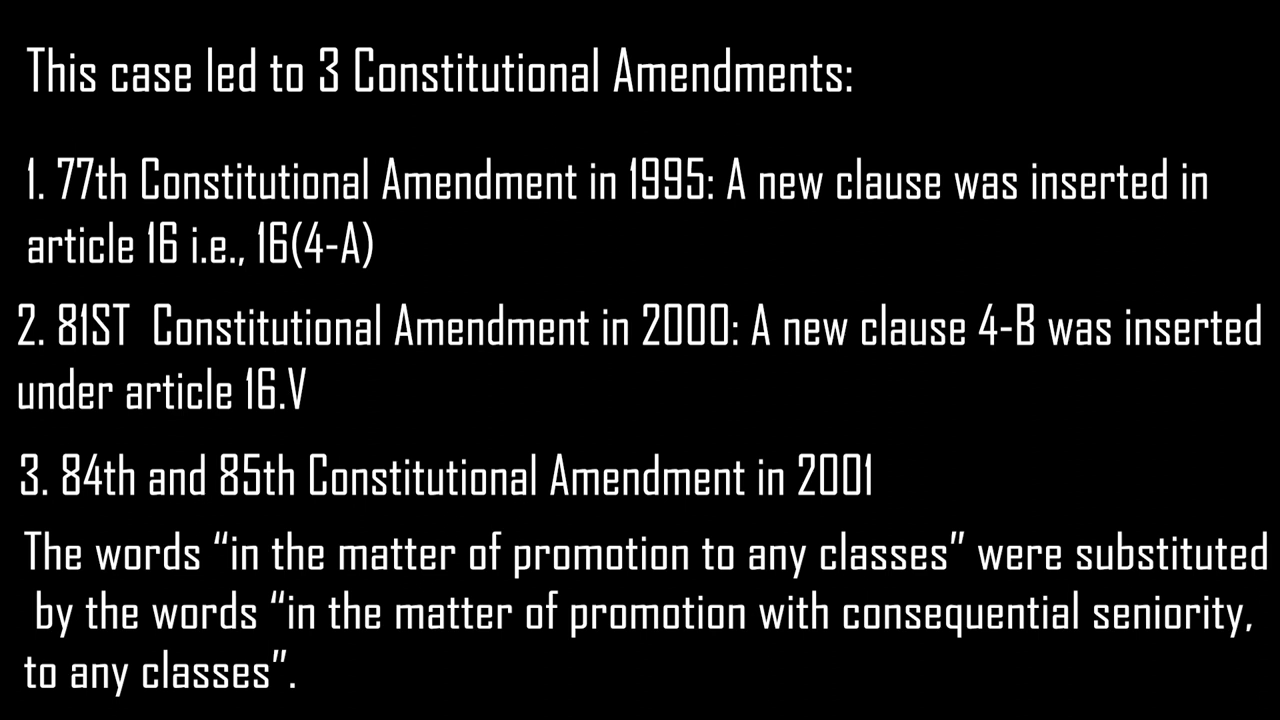 This case led to 3 Constitutional Amendments:
1. 77th Constitutional Amendment in 1995: A new clause was inserted in
article 16 i.e., 16(4-A)
2. 81ST Constitutional Amendment in 2000: A new clause 4-B was inserted
under article 16.V
3. 84th and 85th Constitutional Amendment in 2001
The words “in the matter of promotion to any classes” were substituted
by the words “in the matter of promotion with consequential seniority,
to any classes”.